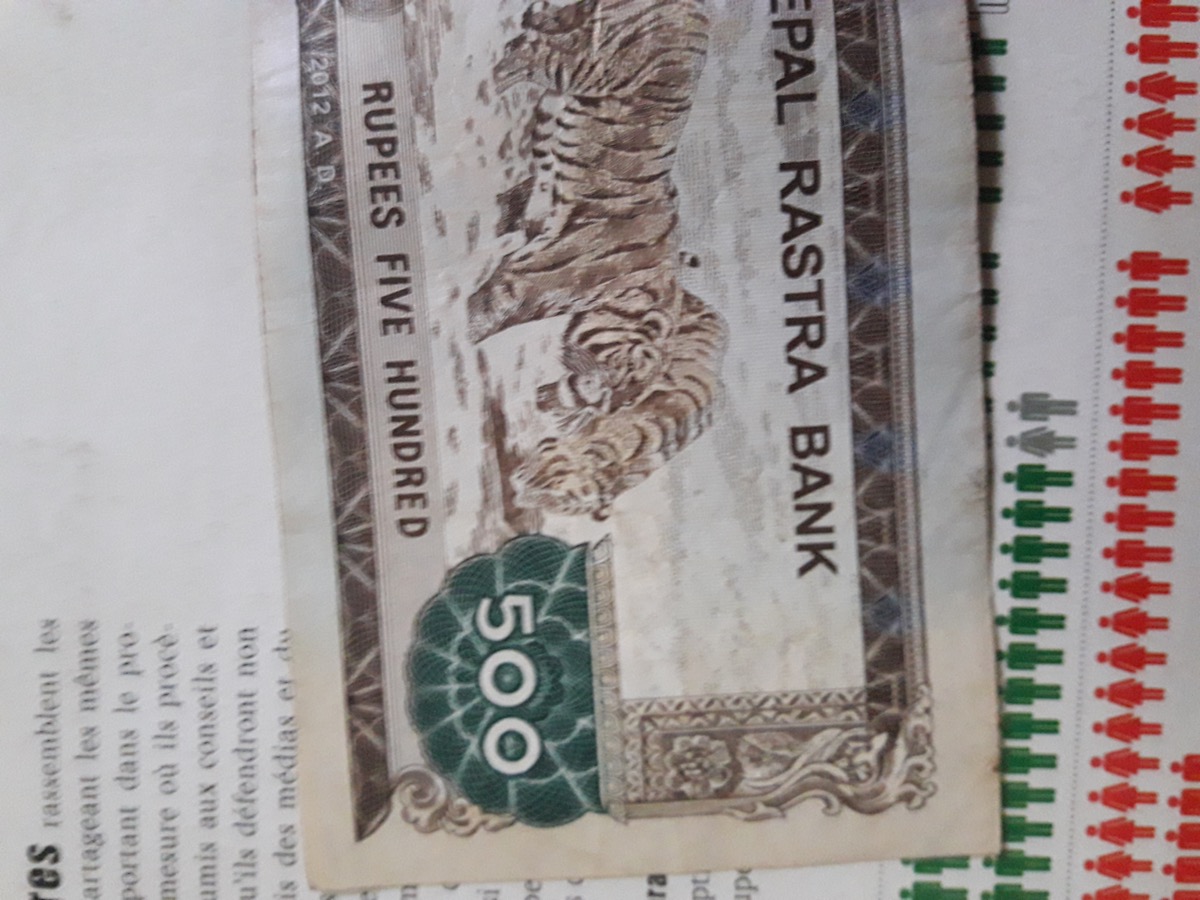 res rassemblent les
artageant les mêmes
portant dans le pro-
mesure où ils procè-
umis aux conseils et
u'ils défendront non
is des médias et du
EPAL RASTRA BANK
500
RUPEES FIVE HUNDRED
2012 A D